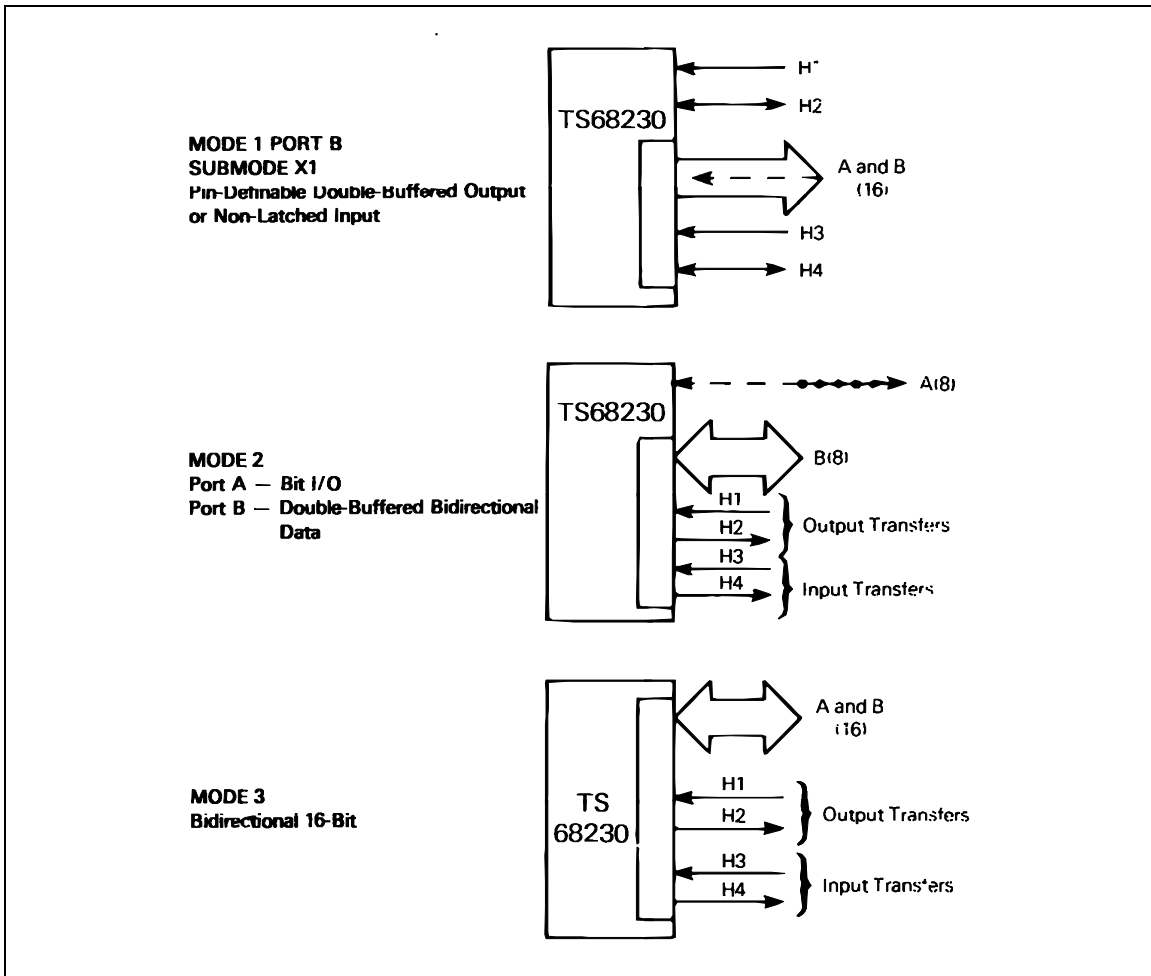 H1
H2
TS68230
MODE 1 PORT B
SUBMODE X1
Pin-Definable Double-Buffered Output
or Non-Latched Input
A and B
(16)
H3
H4
A(8)
TS68230
MODE 2
Port A — Bit I/O
Port B — Double-Buffered Bidirectional
Data
B(8)
H1
H2
Output Transfers
H3
H4
Input Transfers
A and B
(16)
MODE 3
Bidirectional 16-Bit
TS
68230
H1
H2
Output Transfers
H3
H4
Input Transfers